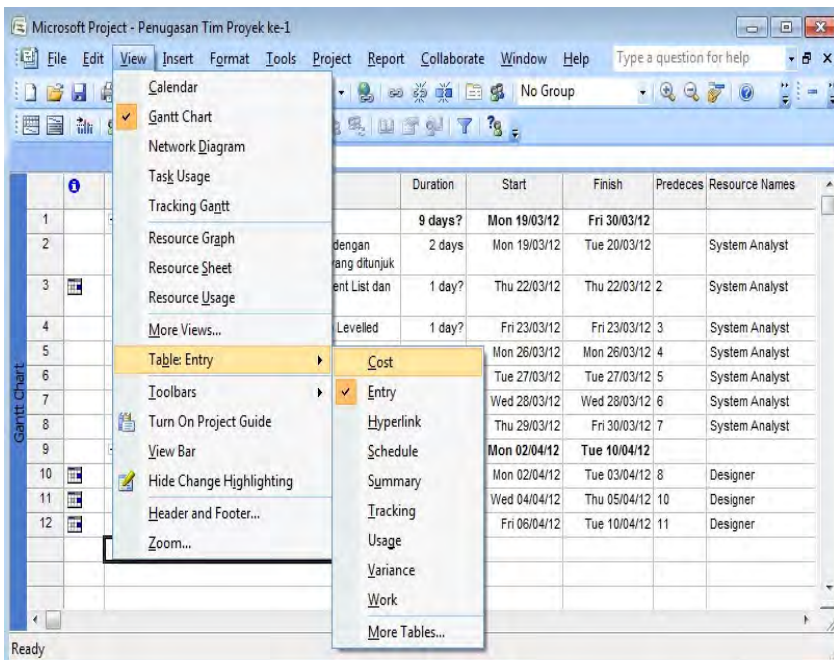 Microsoft Project - Penugasan Tim Proyek ke-1
File Edit View Insert Format Tools Project Report Collaborate Window Help Type a question for help
No Group
Calendar
Gantt Chart
Network Diagram
Task Usage
Tracking Gantt
Resource Graph
Resource Sheet
Resource Usage
More Views...
Table: Entry
Toolbars
Turn On Project Guide
View Bar
Hide Change Highlighting
Header and Footer...
Zoom...
Cost
Entry
Hyperlink
Schedule
Summary
Tracking
Usage
Variance
Work
More Tables...
Duration Start Finish Predeces Resource Names
1 9 days? Mon 19/03/12 Fri 30/03/12
2 dengan 2 days Mon 19/03/12 Tue 20/03/12 System Analyst
yang ditunjuk
3 ent List dan 1 day? Thu 22/03/12 Thu 22/03/12 2 System Analyst
4 Levelled 1 day? Fri 23/03/12 Fri 23/03/12 3 System Analyst
5 Mon 26/03/12 Mon 26/03/12 4 System Analyst
6 Tue 27/03/12 Tue 27/03/12 5 System Analyst
7 Wed 28/03/12 Wed 28/03/12 6 System Analyst
8 Thu 29/03/12 Fri 30/03/12 7 System Analyst
9 Mon 02/04/12 Tue 10/04/12
10 Mon 02/04/12 Tue 03/04/12 8 Designer
11 Wed 04/04/12 Thu 05/04/12 10 Designer
12 Fri 06/04/12 Tue 10/04/12 11 Designer
Gantt Chart
Ready